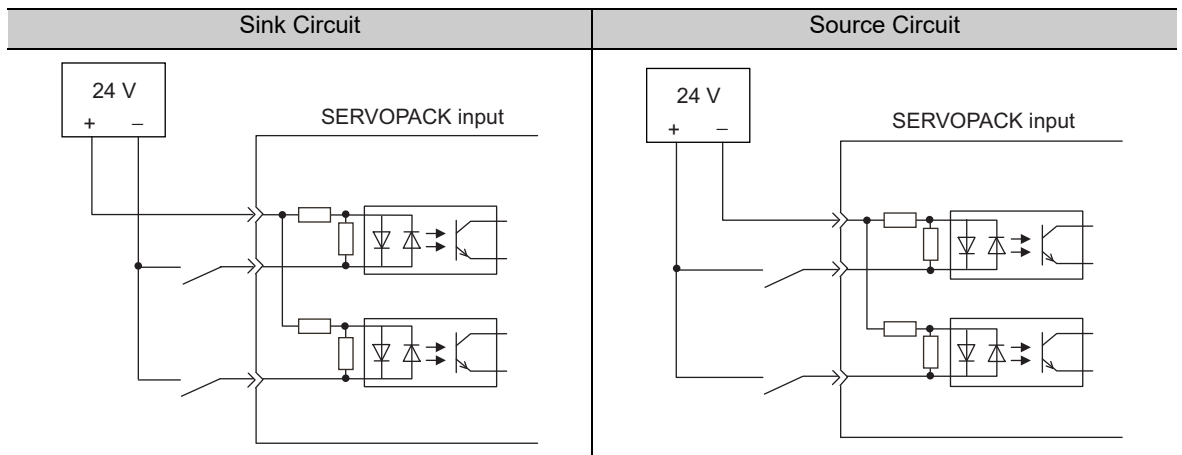 Sink Circuit
Source Circuit
24 V
+ –
SERVOPACK input
24 V
+ –
SERVOPACK input